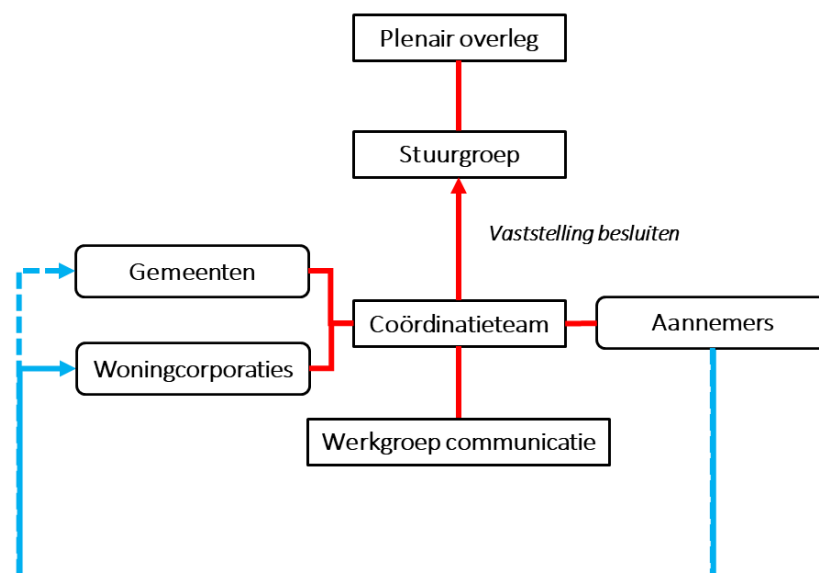 Plenair overleg
Stuurgroep
Vaststelling besluiten
Gemeenten
Coördinatieteam
Aannemers
Woningcorporaties
Werkgroep communicatie